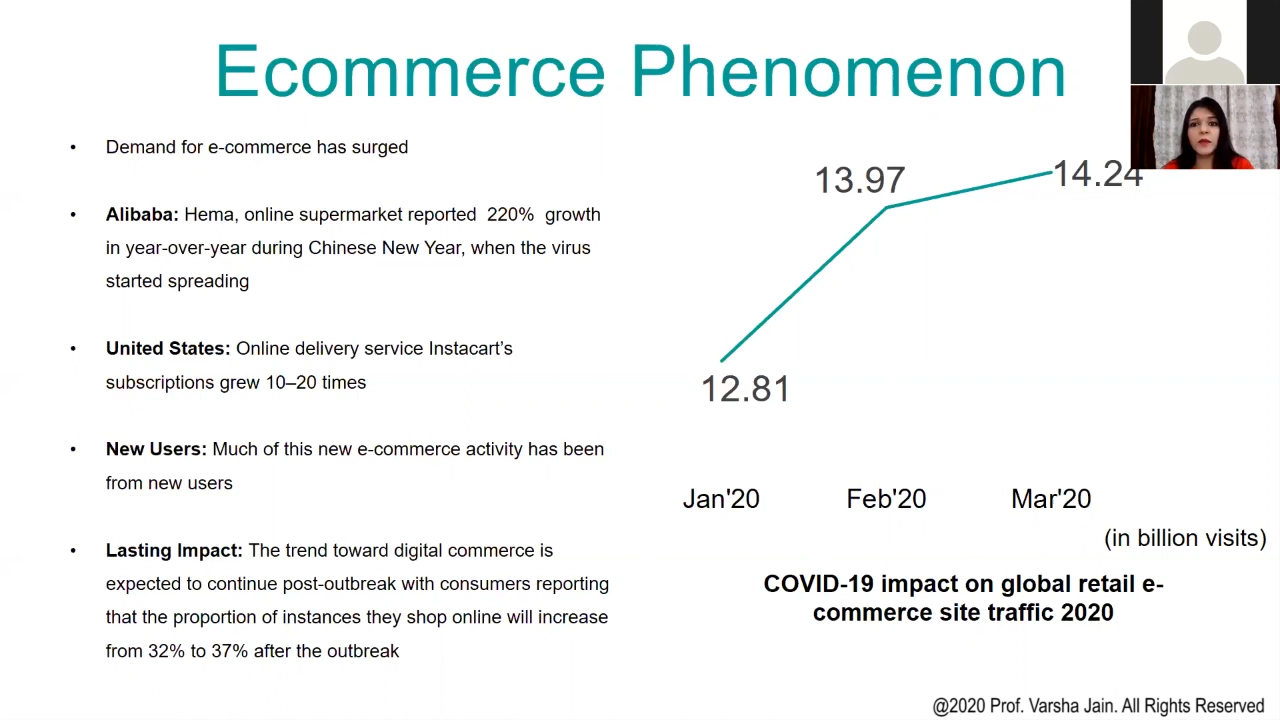 Ecommerce Phenomenon
• Demand for e-commerce has surged
• Alibaba: Hema, online supermarket reported 220% growth
in year-over-year during Chinese New Year, when the virus
started spreading
• United States: Online delivery service Instacart’s
subscriptions grew 10–20 times
• New Users: Much of this new e-commerce activity has been
from new users
• Lasting Impact: The trend toward digital commerce is
expected to continue post-outbreak with consumers reporting
that the proportion of instances they shop online will increase
from 32% to 37% after the outbreak
13.97
14.24
12.81
Jan'20 Feb'20 Mar'20
(in billion visits)
COVID-19 impact on global retail e-
commerce site traffic 2020
@2020 Prof. Varsha Jain. All Rights Reserved